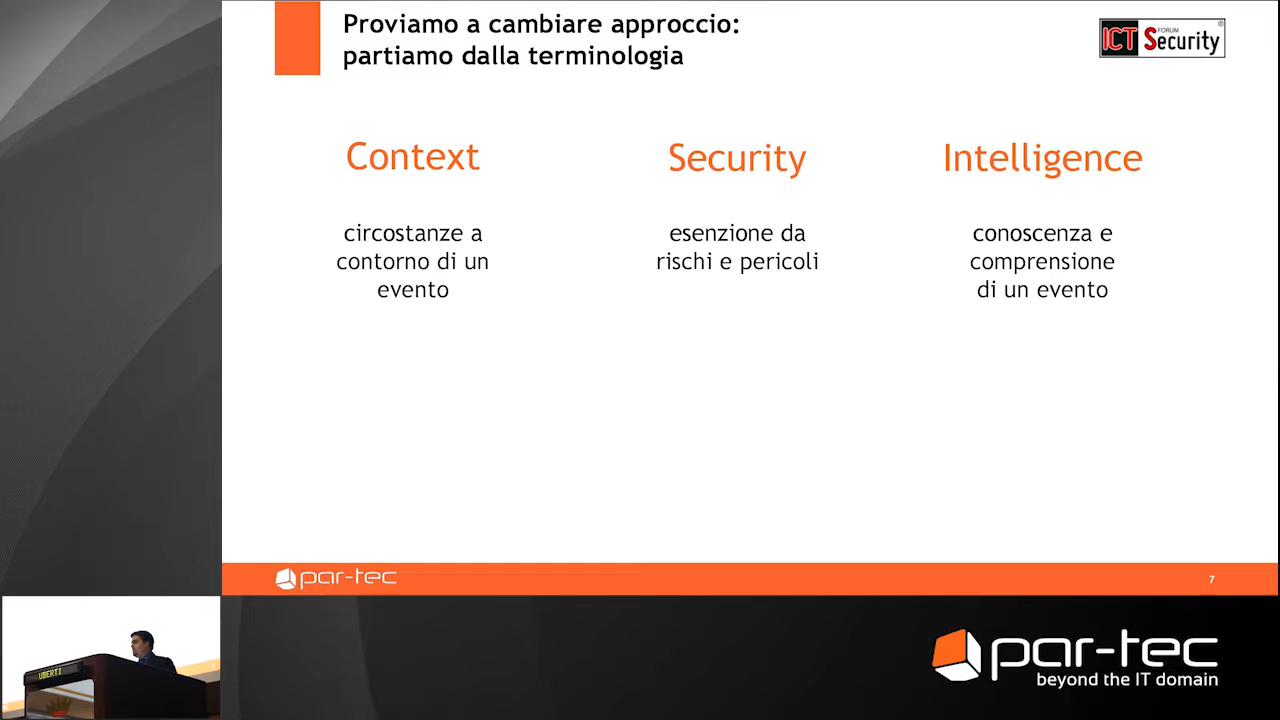 Proviamo a cambiare approccio:
partiamo dalla terminologia
ICT FORUM Security ®
Context
Security
Intelligence
circostanze a
contorno di un
evento
esenzione da
rischi e pericoli
conoscenza e
comprensione
di un evento
par-tec
7
UBERTI
par-tec
beyond the IT domain